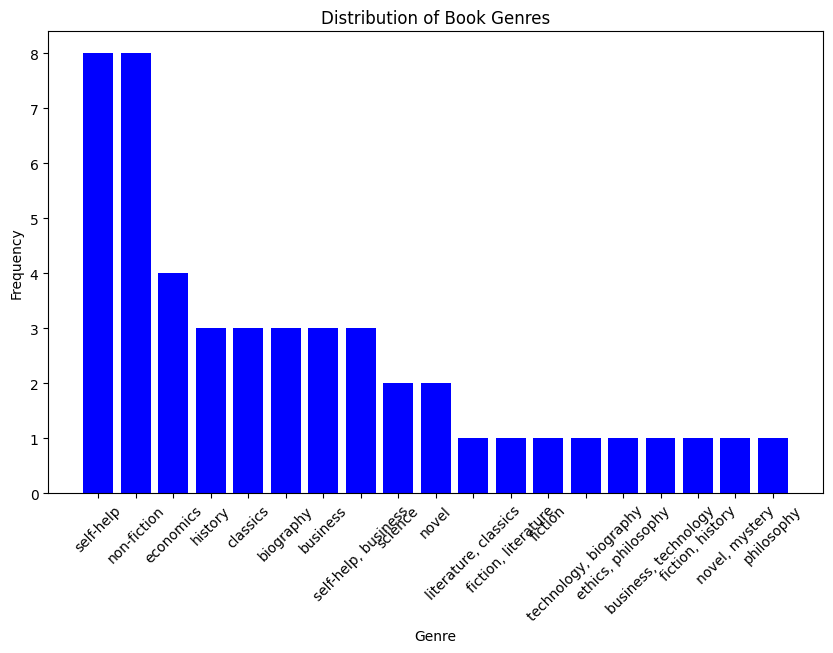 Distribution of Book Genres
Frequency
8
7
6
5
4
3
2
1
0
self-help
non-fiction
economics
history
classics
biography
business
self-help, business
science
novel
literature, classics
fiction, literature
fiction
technology, biography
ethics, philosophy
business, technology
fiction, history
novel, mystery
philosophy
Genre